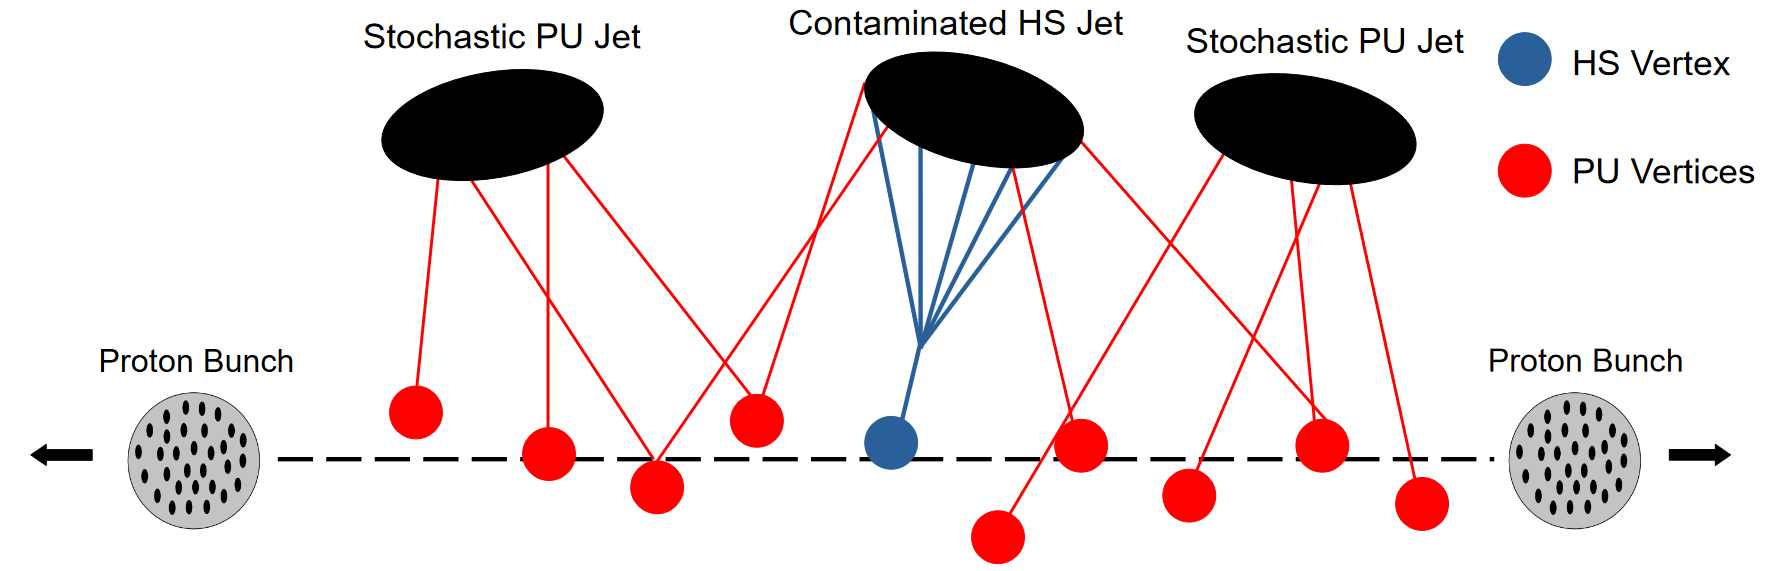 Stochastic PU Jet
Contaminated HS Jet
Stochastic PU Jet
HS Vertex
PU Vertices
Proton Bunch
Proton Bunch